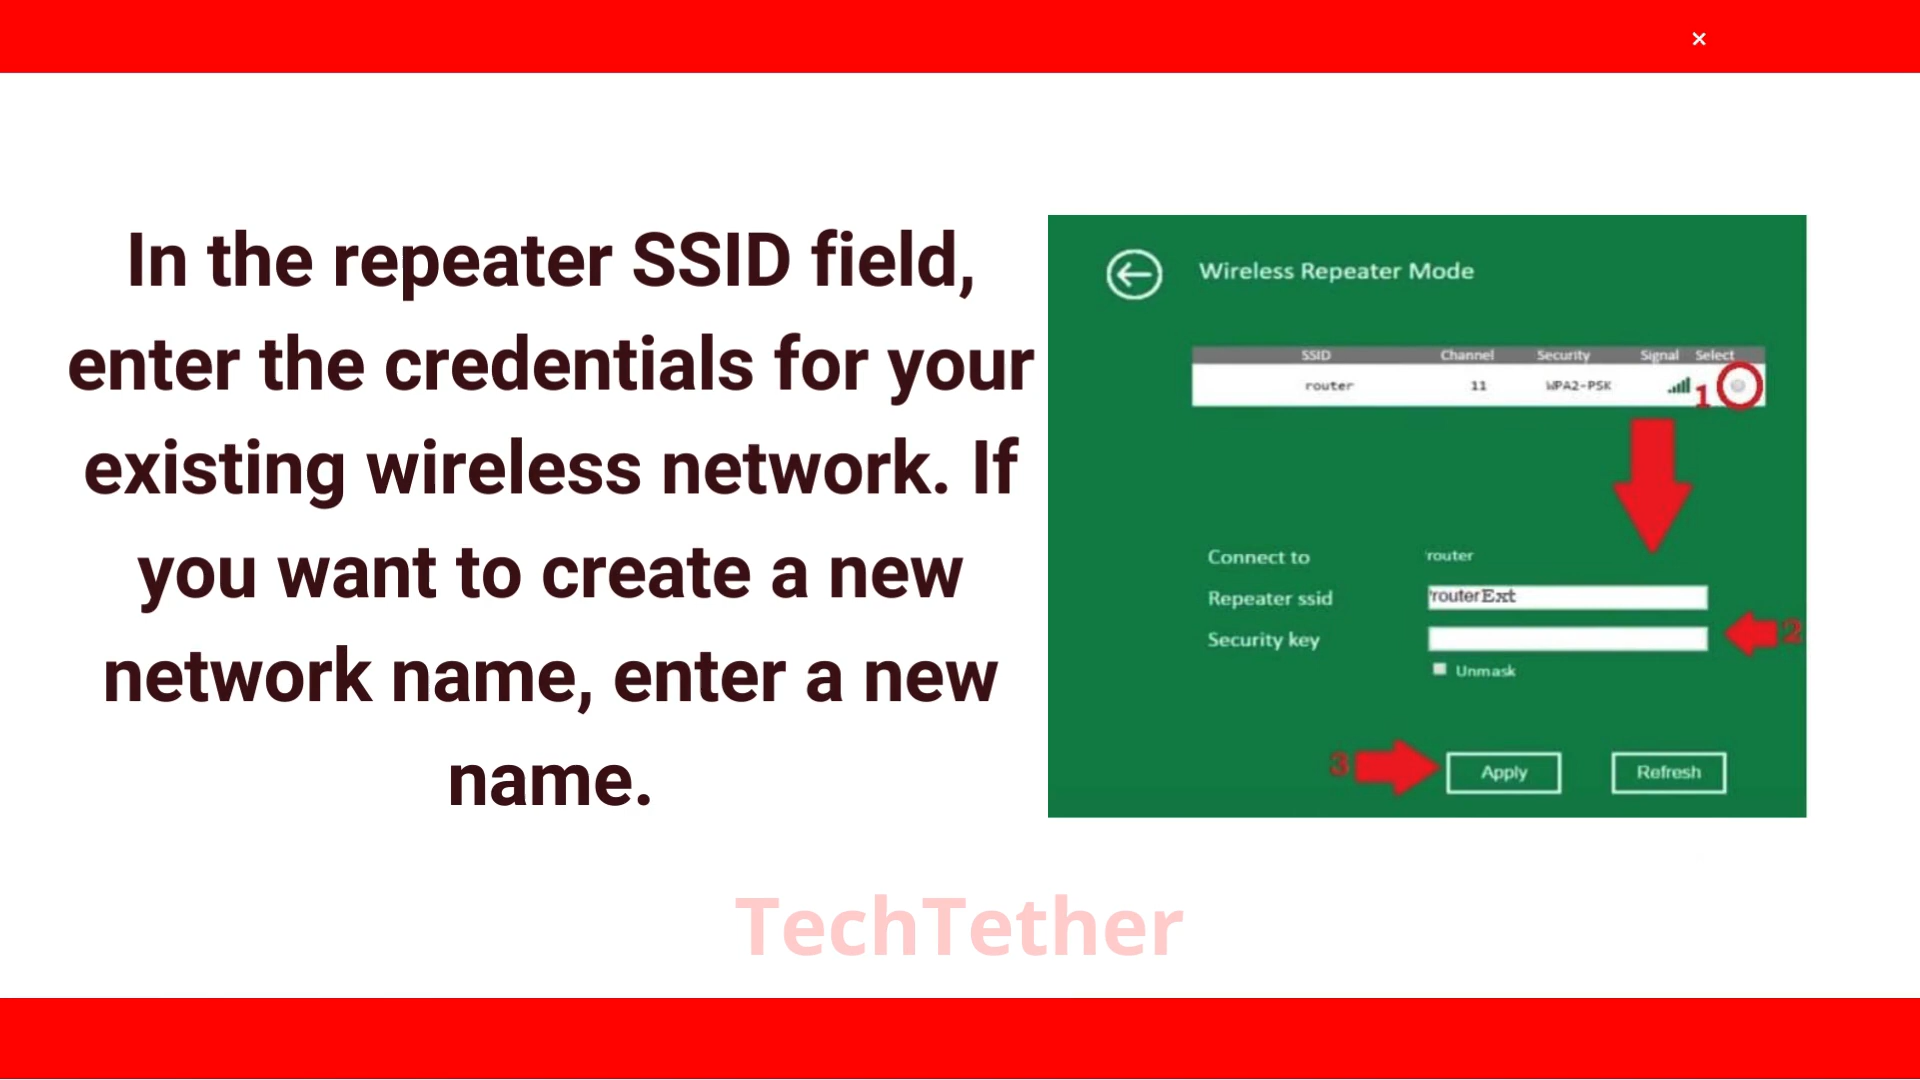 ×
In the repeater SSID field,
enter the credentials for your
existing wireless network. If
you want to create a new
network name, enter a new
name.
Wireless Repeater Mode
SSID Channel Security Signal Select
router 11 WPA2-PSK 1
Connect to 'router
Repeater ssid 'routerExt
Security key 2
Unmask
3 Apply Refresh
TechTether